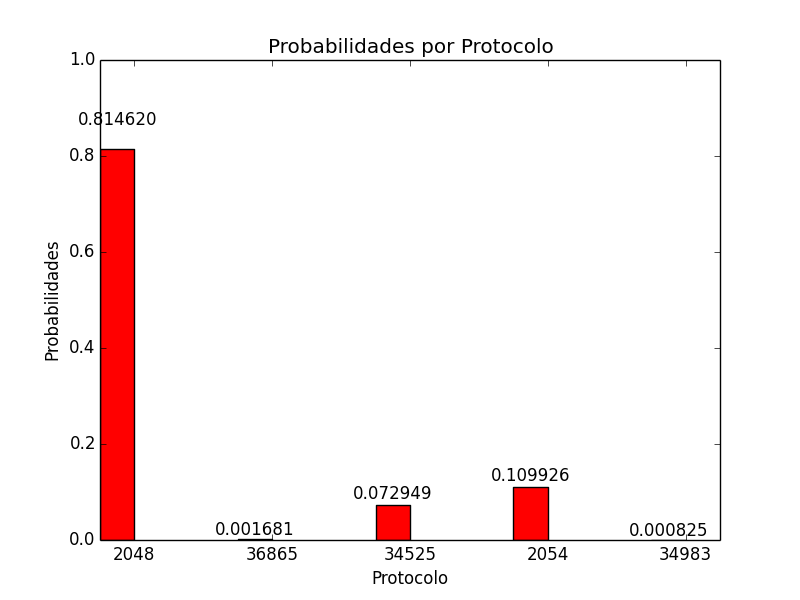 Probabilidades por Protocolo
1.0
0.814620
0.8
0.6
Probabilidades
0.4
0.2
0.109926
0.072949
0.001681
0.000825
0.0
2048 36865 34525 2054 34983
Protocolo